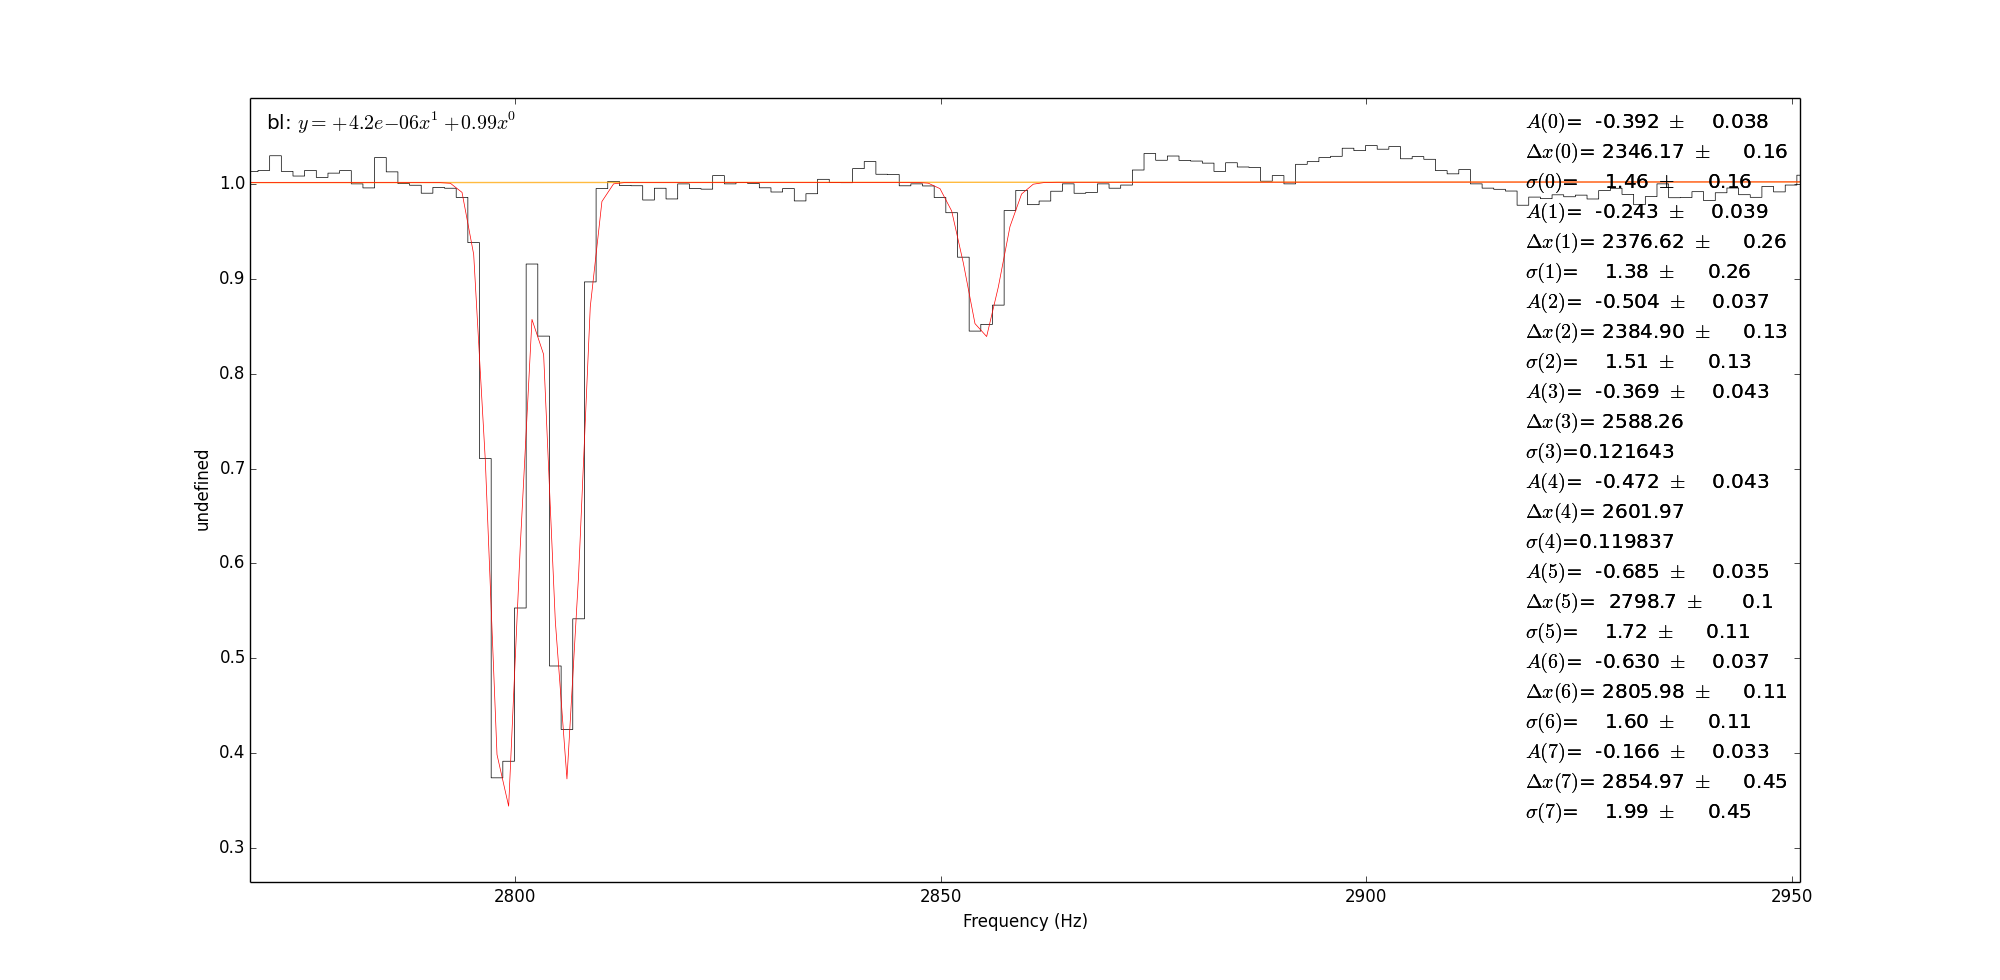 bl: y = +4.2e−06x¹ +0.99x⁰
A(0)= -0.392 ± 0.038
Δx(0)= 2346.17 ± 0.16
σ(0)= 1.46 ± 0.16
A(1)= -0.243 ± 0.039
Δx(1)= 2376.62 ± 0.26
σ(1)= 1.38 ± 0.26
A(2)= -0.504 ± 0.037
Δx(2)= 2384.90 ± 0.13
σ(2)= 1.51 ± 0.13
A(3)= -0.369 ± 0.043
Δx(3)= 2588.26
σ(3)=0.121643
A(4)= -0.472 ± 0.043
Δx(4)= 2601.97
σ(4)=0.119837
A(5)= -0.685 ± 0.035
Δx(5)= 2798.7 ± 0.1
σ(5)= 1.72 ± 0.11
A(6)= -0.630 ± 0.037
Δx(6)= 2805.98 ± 0.11
σ(6)= 1.60 ± 0.11
A(7)= -0.166 ± 0.033
Δx(7)= 2854.97 ± 0.45
σ(7)= 1.99 ± 0.45
1.0
0.9
0.8
0.7
0.6
0.5
0.4
0.3
undefined
2800 2850 2900 2950
Frequency (Hz)